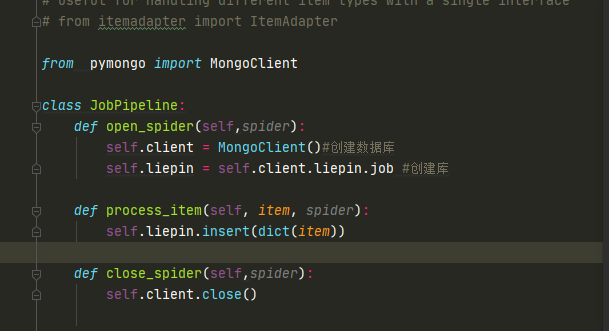 # useful for handling different item types with a single interface
# from itemadapter import ItemAdapter
from  pymongo import MongoClient
class JobPipeline:
def open_spider(self,spider):
self.client = MongoClient()#创建数据库
self.liepin = self.client.liepin.job #创建库
def process_item(self, item, spider):
self.liepin.insert(dict(item))
def close_spider(self,spider):
self.client.close()